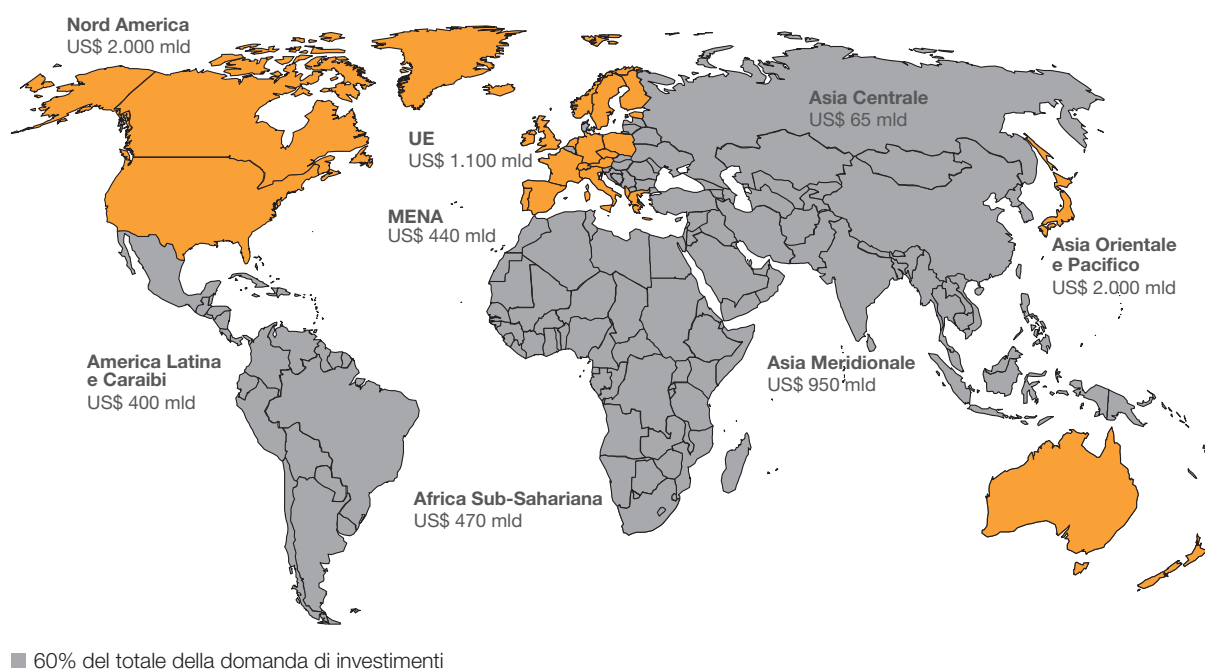 Nord America
US$ 2.000 mld
Asia Centrale
US$ 65 mld
UE
US$ 1.100 mld
MENA
US$ 440 mld
Asia Orientale
e Pacifico
US$ 2.000 mld
America Latina
e Caraibi
US$ 400 mld
Asia Meridionale
US$ 950 mld
Africa Sub-Sahariana
US$ 470 mld
60% del totale della domanda di investimenti